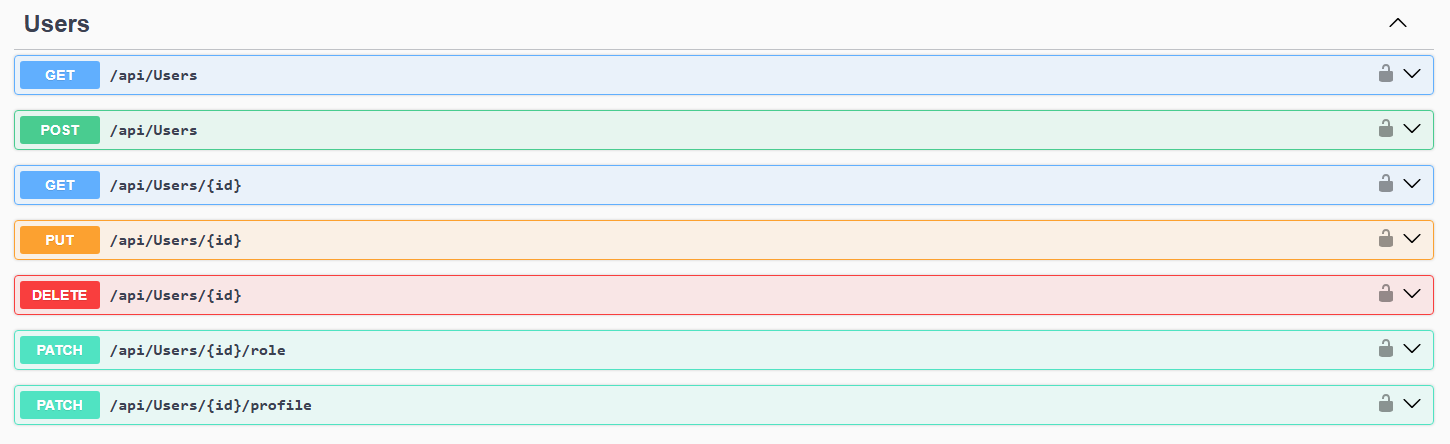 Users
GET /api/Users
POST /api/Users
GET /api/Users/{id}
PUT /api/Users/{id}
DELETE /api/Users/{id}
PATCH /api/Users/{id}/role
PATCH /api/Users/{id}/profile